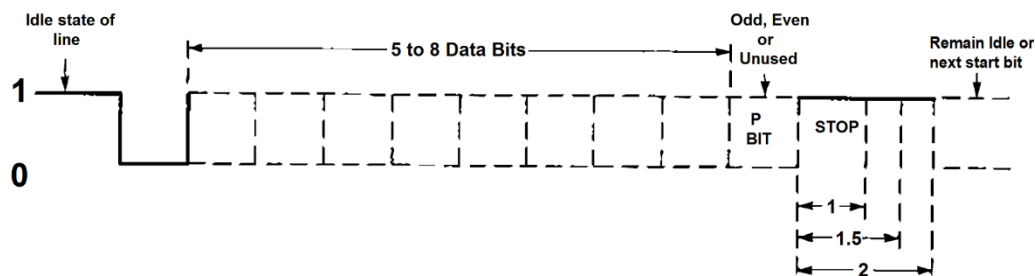 Idle state of
line
5 to 8 Data Bits
Odd, Even
or
Unused
Remain Idle or
next start bit
1
0
P
BIT
STOP
1
1.5
2